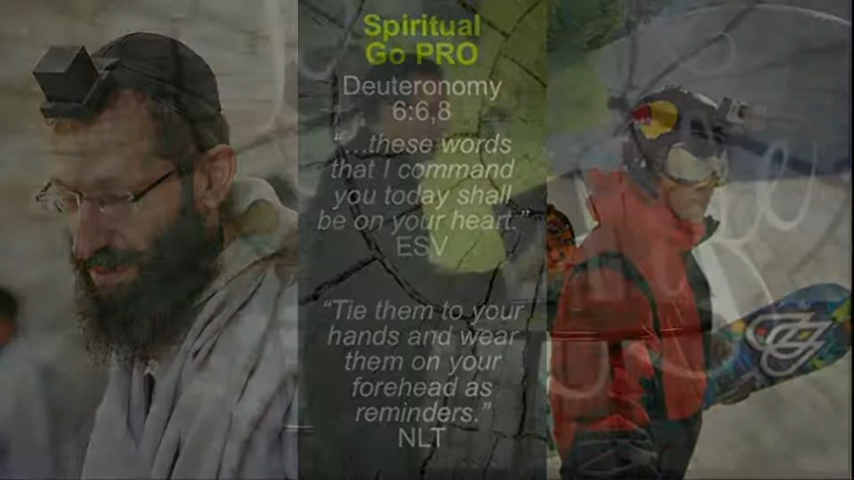 Spiritual
Go PRO
Deuteronomy
6:6,8
“…these words
that I command
you today shall
be on your heart.”
ESV
“Tie them to your
hands and wear
them on your
forehead as
reminders.”
NLT